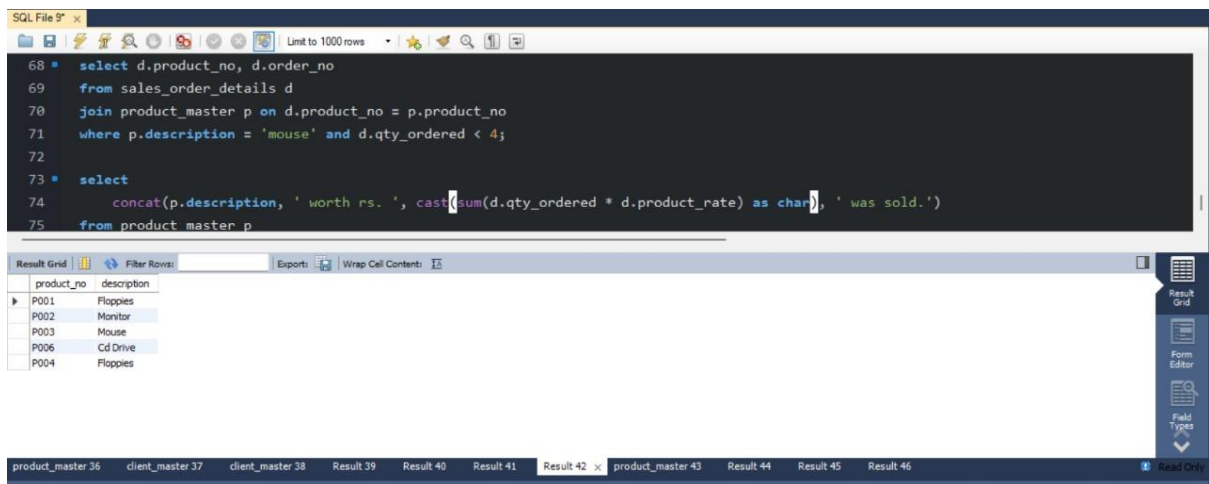 SQL File 9*
Limit to 1000 rows
68 select d.product_no, d.order_no
69 from sales_order_details d
70 join product_master p on d.product_no = p.product_no
71 where p.description = 'mouse' and d.qty_ordered < 4;
72
73 select
74 concat(p.description, ' worth rs. ', cast(sum(d.qty_ordered * d.product_rate) as char), ' was sold.')
75 from product_master p
Result Grid Filter Rows: Export: Wrap Cell Content:
product_no description
P001 Floppies
P002 Monitor
P003 Mouse
P006 Cd Drive
P004 Floppies
Result
Grid
Form
Editor
Field
Types
product_master 36 client_master 37 client_master 38 Result 39 Result 40 Result 41 Result 42 product_master 43 Result 44 Result 45 Result 46 Read Only